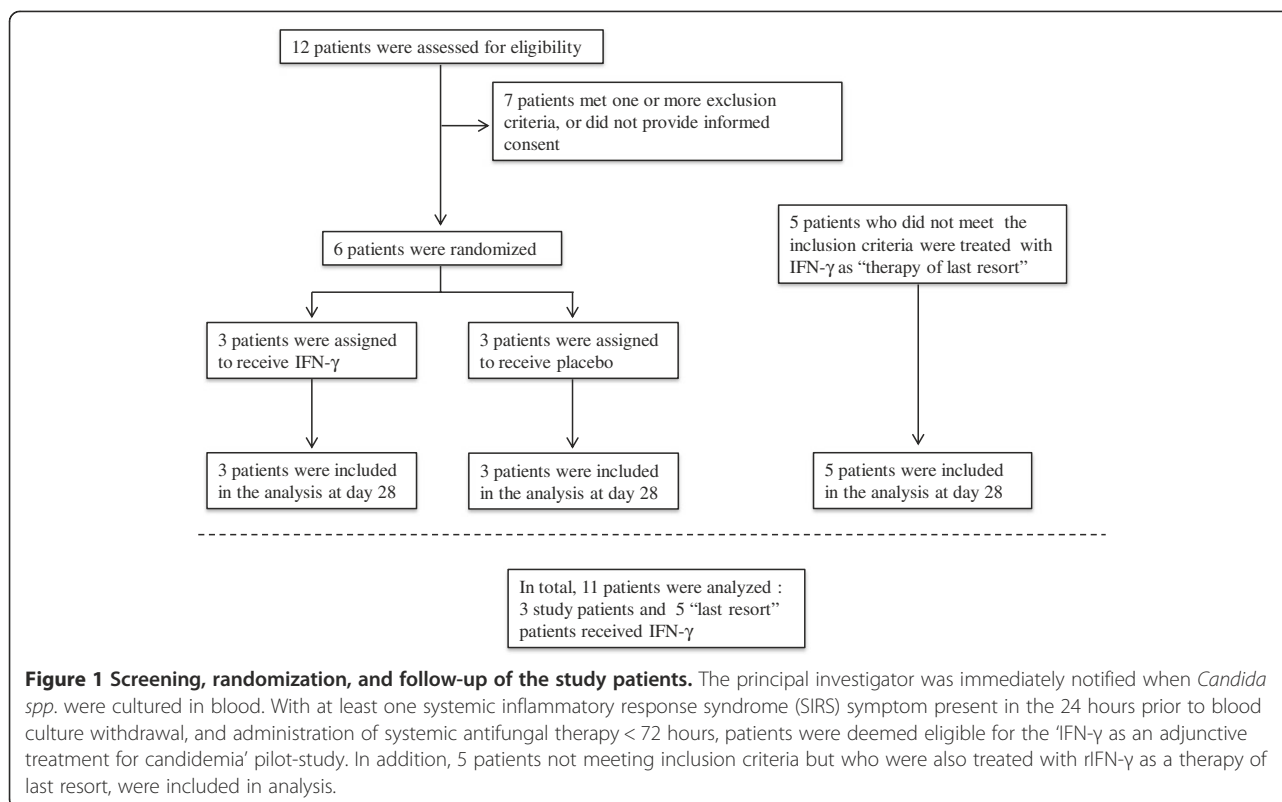 12 patients were assessed for eligibility
7 patients met one or more exclusion
criteria, or did not provide informed
consent
5 patients who did not meet the
inclusion criteria were treated with
IFN-γ as “therapy of last resort”
6 patients were randomized
3 patients were assigned
to receive IFN-γ
3 patients were assigned
to receive placebo
3 patients were included
in the analysis at day 28
3 patients were included
in the analysis at day 28
5 patients were included
in the analysis at day 28
In total, 11 patients were analyzed :
3 study patients and 5 “last resort”
patients received IFN-γ
Figure 1 Screening, randomization, and follow-up of the study patients. The principal investigator was immediately notified when Candida
spp. were cultured in blood. With at least one systemic inflammatory response syndrome (SIRS) symptom present in the 24 hours prior to blood
culture withdrawal, and administration of systemic antifungal therapy < 72 hours, patients were deemed eligible for the ‘IFN-γ as an adjunctive
treatment for candidemia’ pilot-study. In addition, 5 patients not meeting inclusion criteria but who were also treated with rIFN-γ as a therapy of
last resort, were included in analysis.